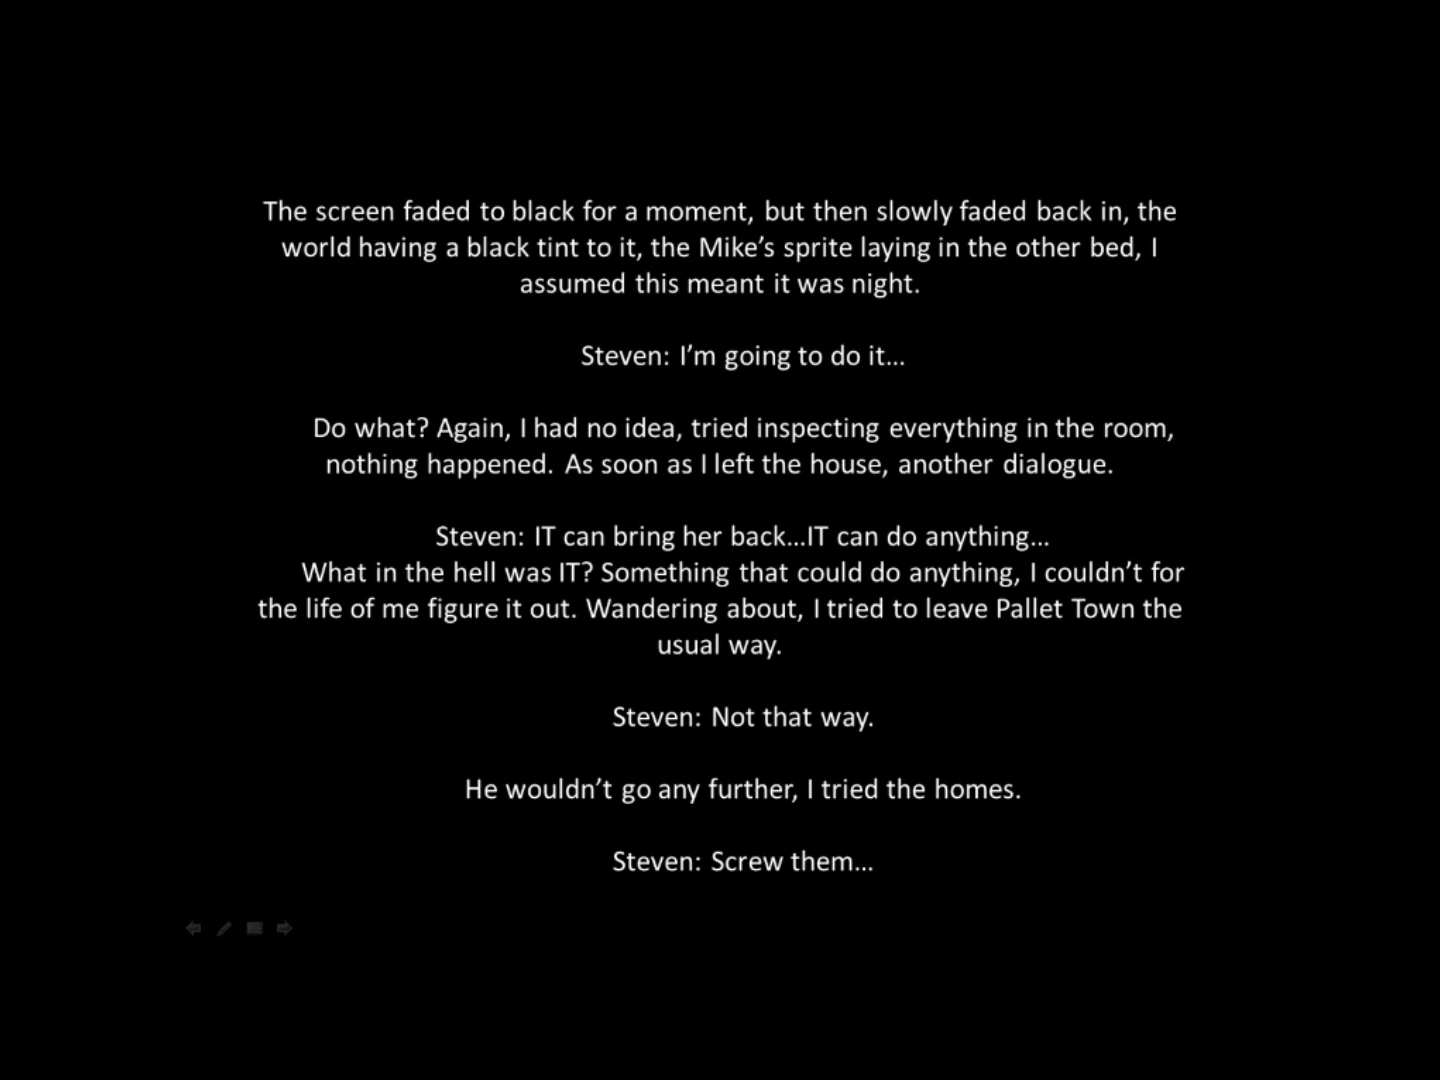 The screen faded to black for a moment, but then slowly faded back in, the
world having a black tint to it, the Mike’s sprite laying in the other bed, I
assumed this meant it was night.
Steven: I’m going to do it…
Do what? Again, I had no idea, tried inspecting everything in the room,
nothing happened. As soon as I left the house, another dialogue.
Steven: IT can bring her back…IT can do anything…
What in the hell was IT? Something that could do anything, I couldn’t for
the life of me figure it out. Wandering about, I tried to leave Pallet Town the
usual way.
Steven: Not that way.
He wouldn’t go any further, I tried the homes.
Steven: Screw them…